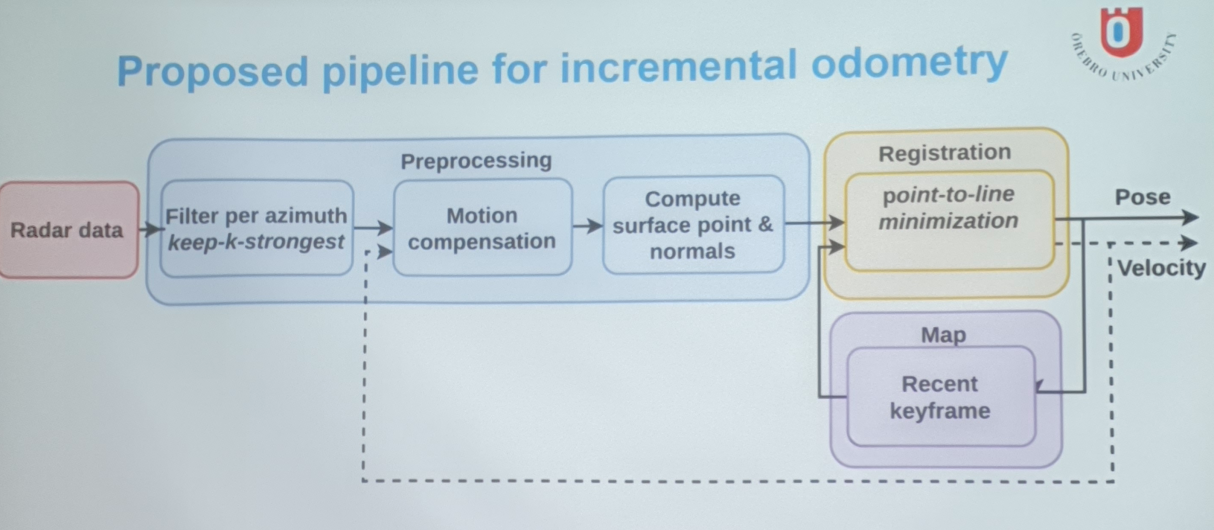 Proposed pipeline for incremental odometry
ÖREBRO UNIVERSITY
Preprocessing
Registration
Radar data
Filter per azimuth
keep-k-strongest
Motion
compensation
Compute
surface point &
normals
point-to-line
minimization
Pose
Velocity
Map
Recent
keyframe